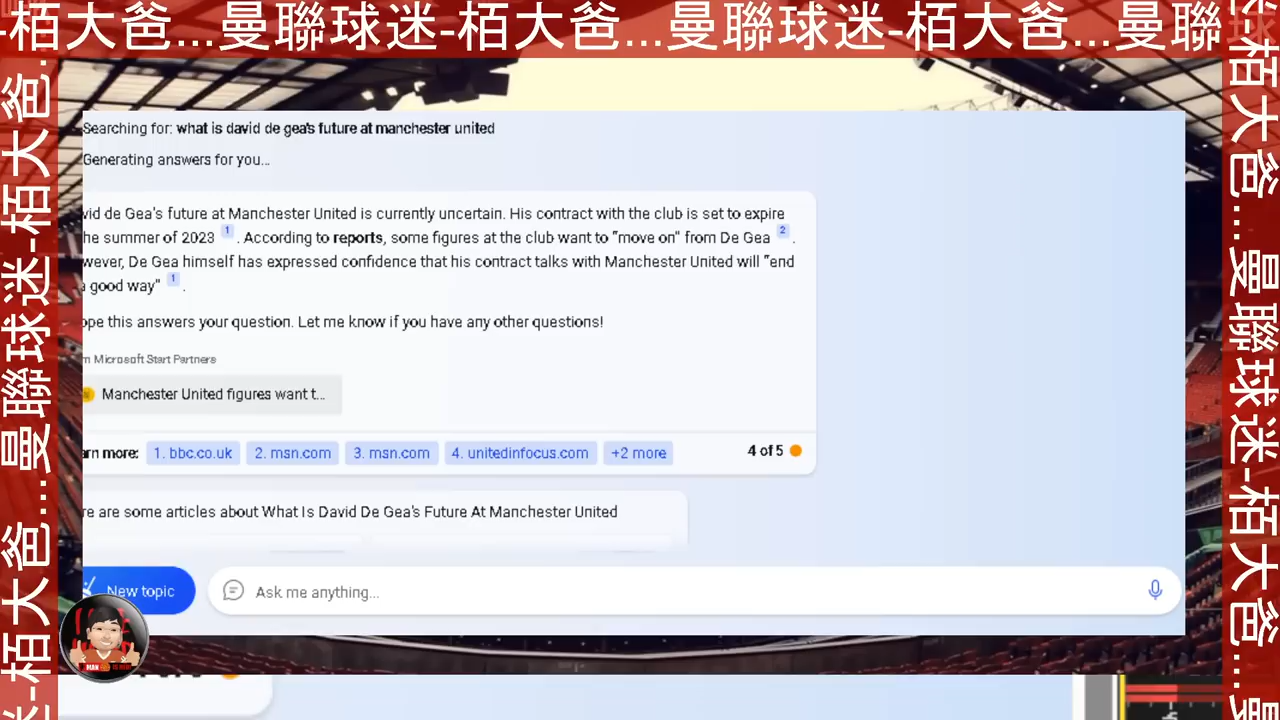 -栢大爸...曼聯球迷-栢大爸...曼聯球迷-栢大爸...曼聯
Searching for: what is david de gea's future at manchester united
Generating answers for you...
vid de Gea's future at Manchester United is currently uncertain. His contract with the club is set to expire
he summer of 2023 1 . According to reports, some figures at the club want to "move on" from De Gea 2 .
wever, De Gea himself has expressed confidence that his contract talks with Manchester United will "end
a good way" 1 .
ope this answers your question. Let me know if you have any other questions!
m Microsoft Start Partners
Manchester United figures want t...
arn more: 1. bbc.co.uk 2. msn.com 3. msn.com 4. unitedinfocus.com +2 more 4 of 5
re are some articles about What Is David De Gea's Future At Manchester United
New topic
Ask me anything...
-栢大爸...曼聯球迷-栢大爸...
球迷-栢大爸...曼聯球迷-栢大爸...曼